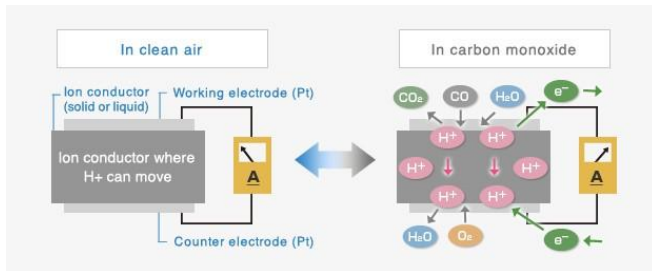 In clean air
Ion conductor
(solid or liquid)
Working electrode (Pt)
Ion conductor where
H+ can move
A
Counter electrode (Pt)
In carbon monoxide
CO₂
CO
H₂O
e⁻
H⁺
H⁺
H⁺
H⁺
A
H⁺
H⁺
H₂O
O₂
e⁻